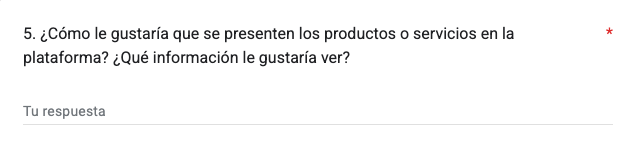 5. ¿Cómo le gustaría que se presenten los productos o servicios en la *
plataforma? ¿Qué información le gustaría ver?
Tu respuesta